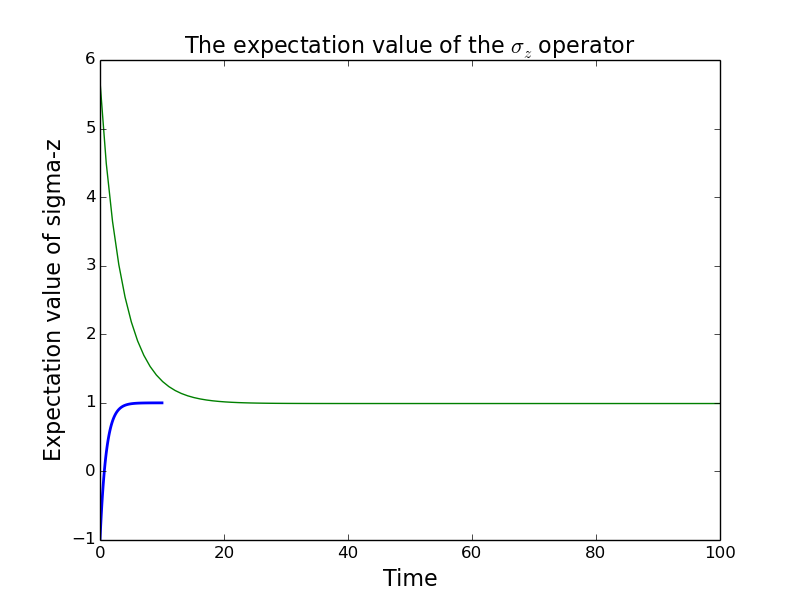 The expectation value of the σz operator
Expectation value of sigma-z
6
5
4
3
2
1
0
−1
0 20 40 60 80 100
Time